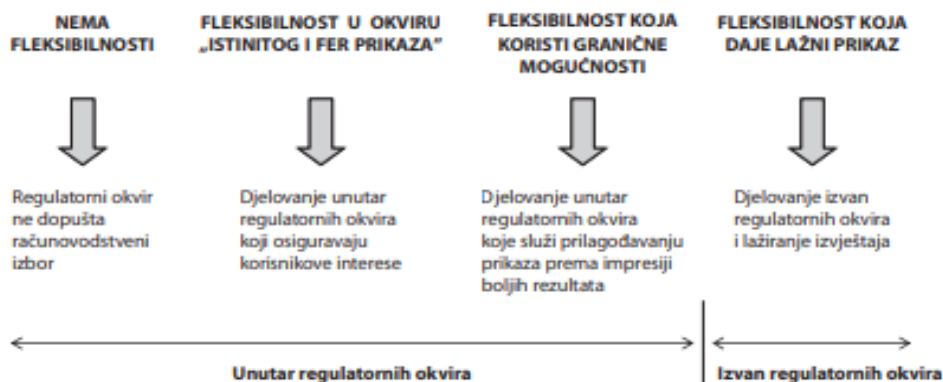 NEMA
FLEKSIBILNOSTI
FLEKSIBILNOST U OKVIRU
„ISTINITOG I FER PRIKAZA”
FLEKSIBILNOST KOJA
KORISTI GRANIČNE
MOGUĆNOSTI
FLEKSIBILNOST KOJA
DAJE LAŽNI PRIKAZ
Regulatorni okvir
ne dopušta
računovodstveni
izbor
Djelovanje unutar
regulatornih okvira
koji osiguravaju
korisnikove interese
Djelovanje unutar
regulatornih okvira
koje služi prilagođavanju
prikaza prema impresiji
boljih rezultata
Djelovanje izvan
regulatornih okvira
i lažiranje izvještaja
Unutar regulatornih okvira
Izvan regulatornih okvira